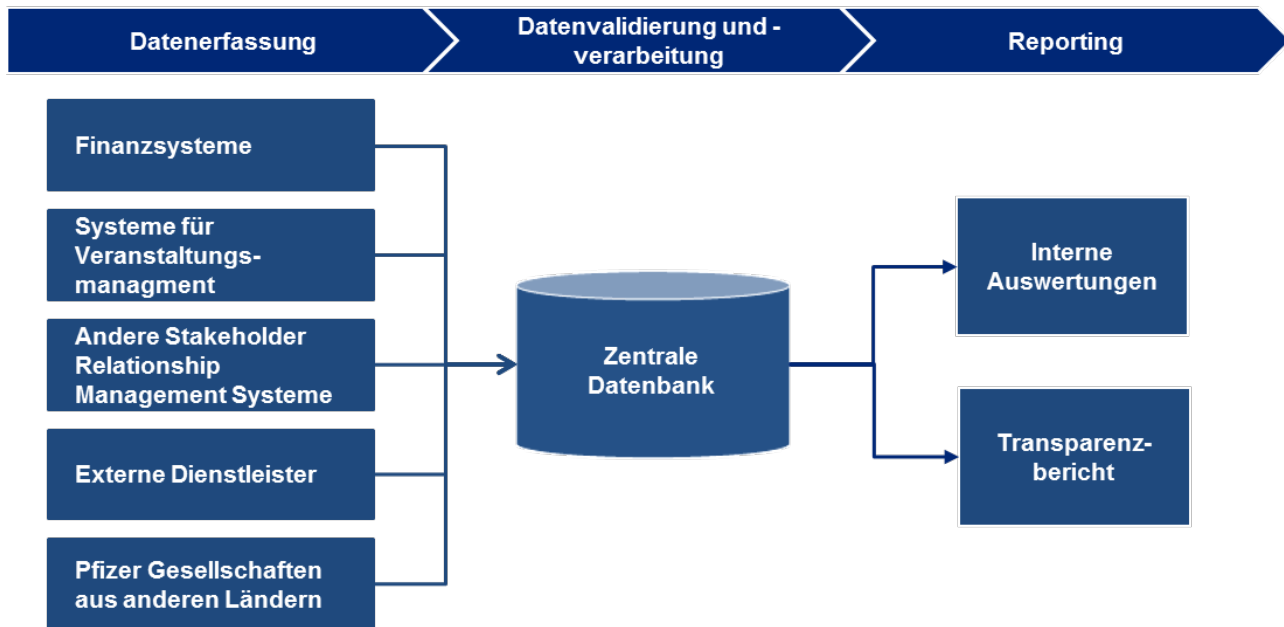 Datenerfassung
Datenvalidierung und -
verarbeitung
Reporting
Finanzsysteme
Systeme für
Veranstaltungs-
managment
Andere Stakeholder
Relationship
Management Systeme
Externe Dienstleister
Pfizer Gesellschaften
aus anderen Ländern
Zentrale
Datenbank
Interne
Auswertungen
Transparenz-
bericht